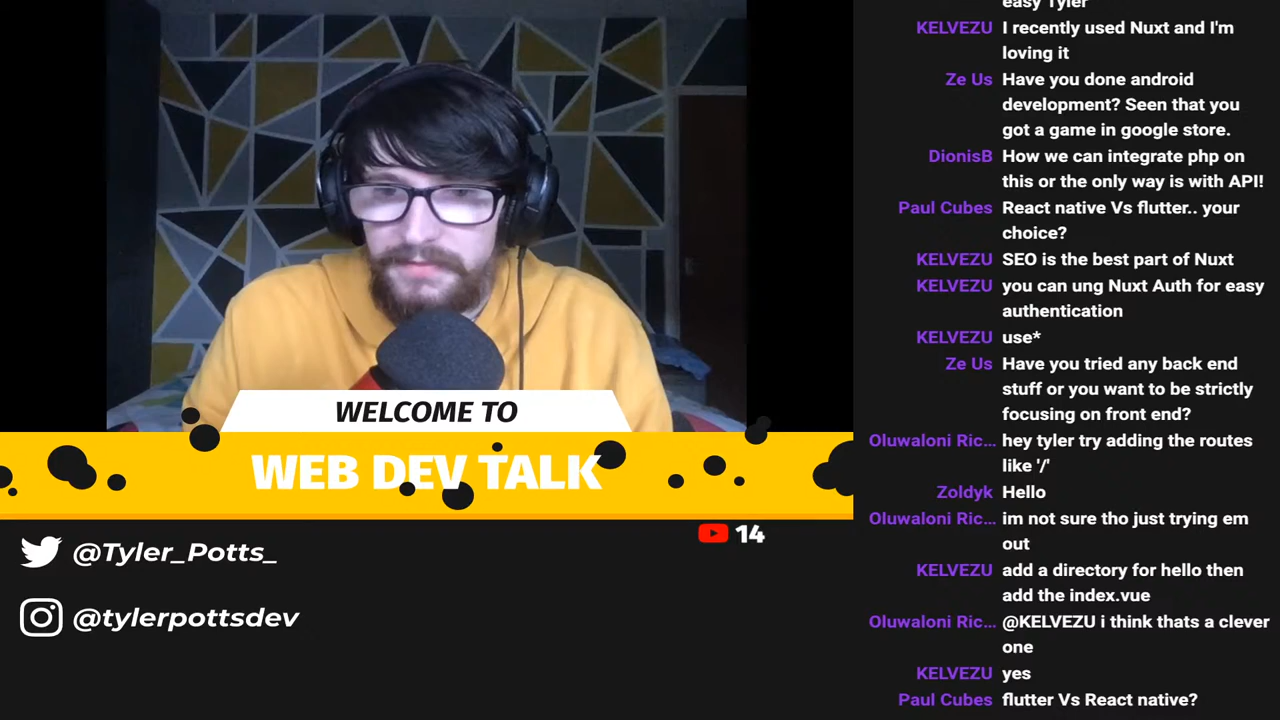 WELCOME TO
WEB DEV TALK
14
@Tyler_Potts_
@tylerpottsdev
easy Tyler
KELVEZU I recently used Nuxt and I'm
loving it
Ze Us Have you done android
development? Seen that you
got a game in google store.
DionisB How we can integrate php on
this or the only way is with API!
Paul Cubes React native Vs flutter.. your
choice?
KELVEZU SEO is the best part of Nuxt
KELVEZU you can ung Nuxt Auth for easy
authentication
KELVEZU use*
Ze Us Have you tried any back end
stuff or you want to be strictly
focusing on front end?
Oluwaloni Ric... hey tyler try adding the routes
like '/'
Zoldyk Hello
Oluwaloni Ric... im not sure tho just trying em
out
KELVEZU add a directory for hello then
add the index.vue
Oluwaloni Ric... @KELVEZU i think thats a clever
one
KELVEZU yes
Paul Cubes flutter Vs React native?